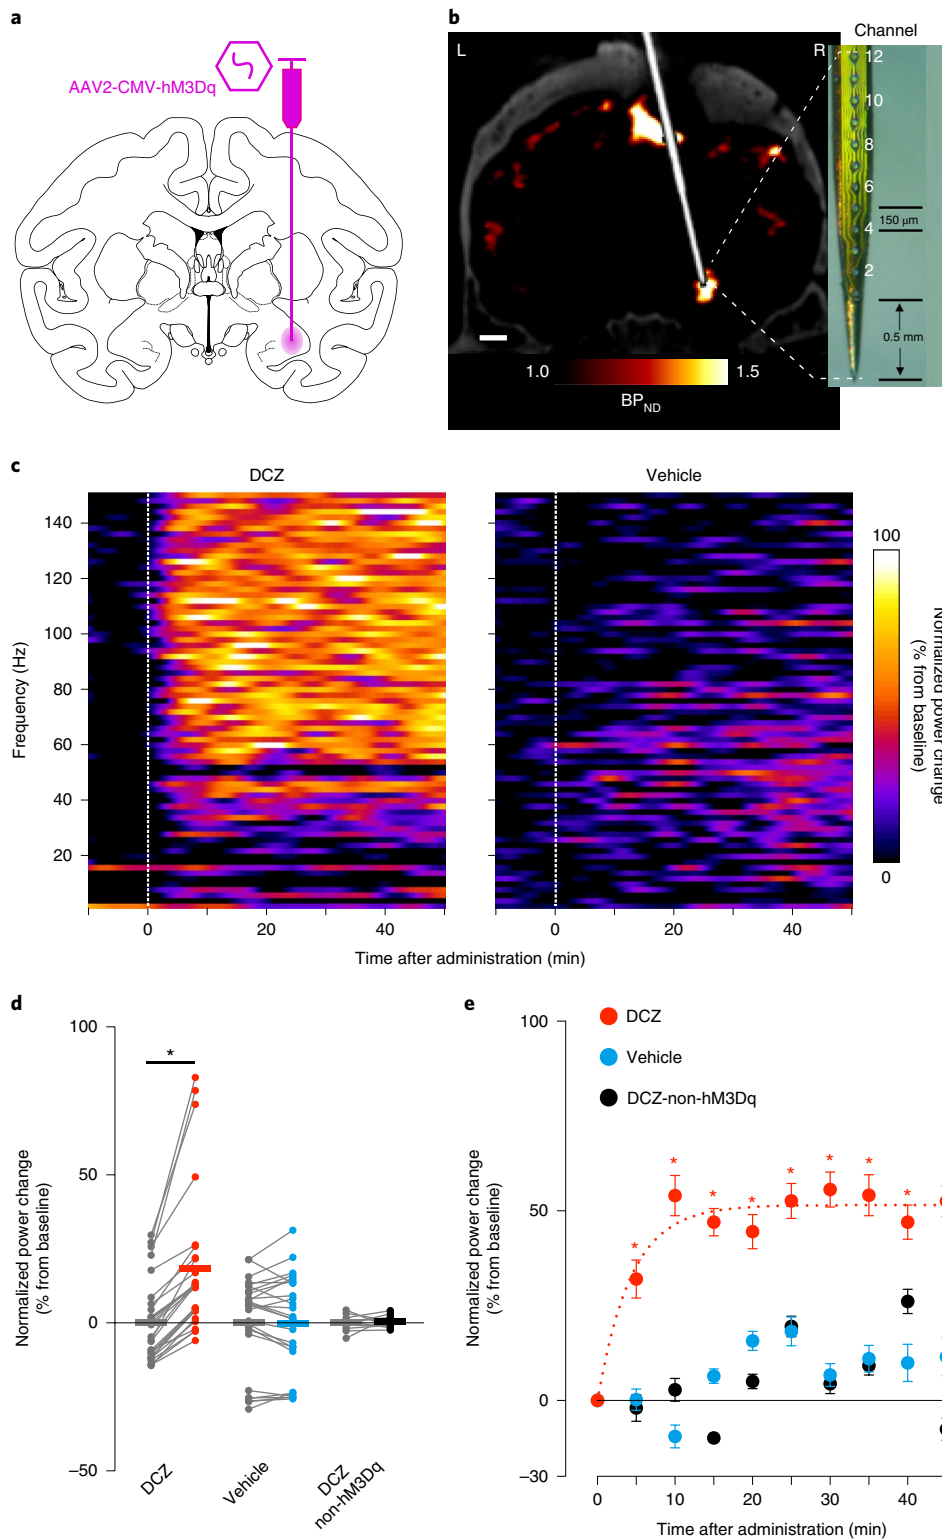 a
AAV2-CMV-hM3Dq
b
Channel
L
R
12
10
8
6
150 μm
4
2
0.5 mm
1.0
1.5
BPND
c
DCZ
Vehicle
140
120
100
80
60
40
20
Frequency (Hz)
0
20
40
0
20
40
Time after administration (min)
100
0
Normalized power change
(% from baseline)
d
100
50
0
–50
Normalized power change
(% from baseline)
*
DCZ
Vehicle
DCZ
non-hM3Dq
e
DCZ
Vehicle
DCZ-non-hM3Dq
100
50
0
–30
Normalized power change
(% from baseline)
* * * * * * * *
0
10
20
30
40
Time after administration (min)